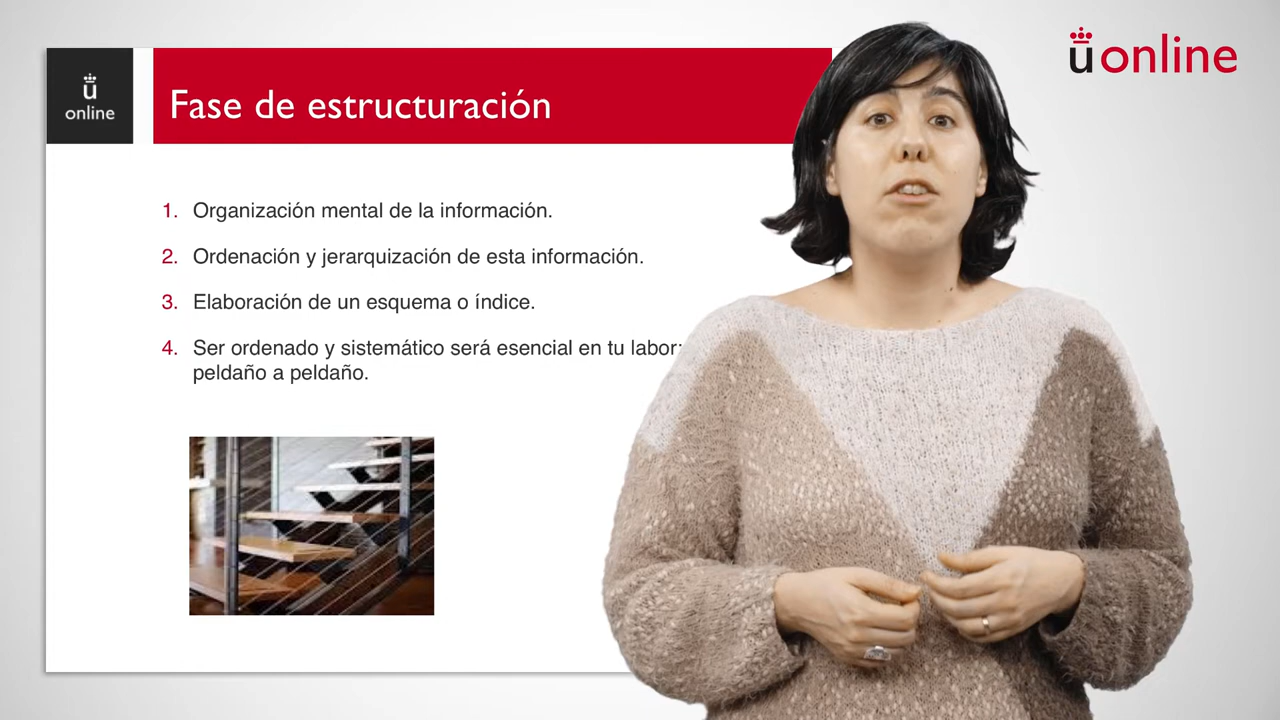 ü online
ü
online
Fase de estructuración
1. Organización mental de la información.
2. Ordenación y jerarquización de esta información.
3. Elaboración de un esquema o índice.
4. Ser ordenado y sistemático será esencial en tu labor:
peldaño a peldaño.